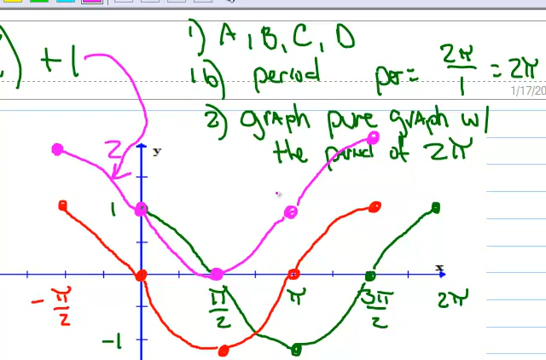 ) +1
1) A, B, C, D
1b) period per = 2π/1 = 2π
1/17/20
2) graph pure graph w/
the period of 2π
2
y
1
x
-π/2 π/2 π 3π/2 2π
-1